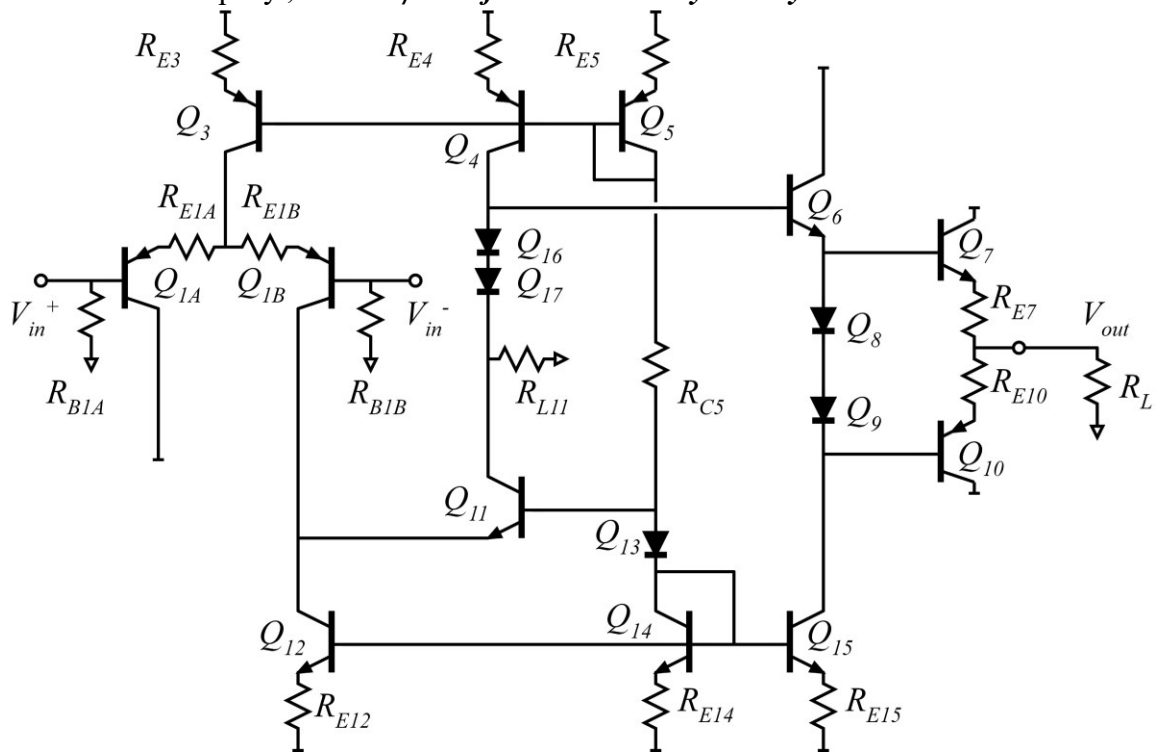 R_E3
R_E4
R_E5
Q_3
Q_4
Q_5
R_E1A R_E1B
Q_6
Q_16
Q_7
Q_1A Q_1B
Q_17
V_in^+
V_in^-
R_E7
V_out
Q_8
R_B1A
R_B1B
R_L11
R_C5
R_E10
R_L
Q_9
Q_10
Q_11
Q_13
Q_12
Q_14
Q_15
R_E12
R_E14
R_E15